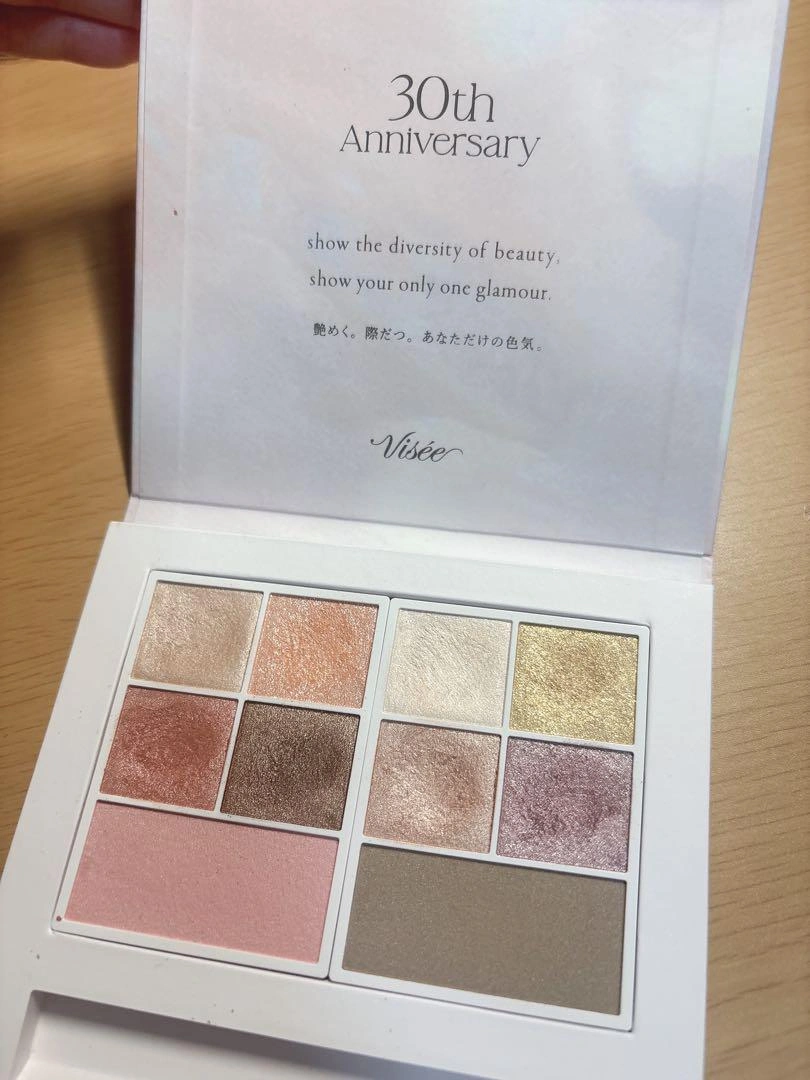 30th
Anniversary
show the diversity of beauty,
show your only one glamour.
艶めく。際だつ。あなただけの色気。
Visée